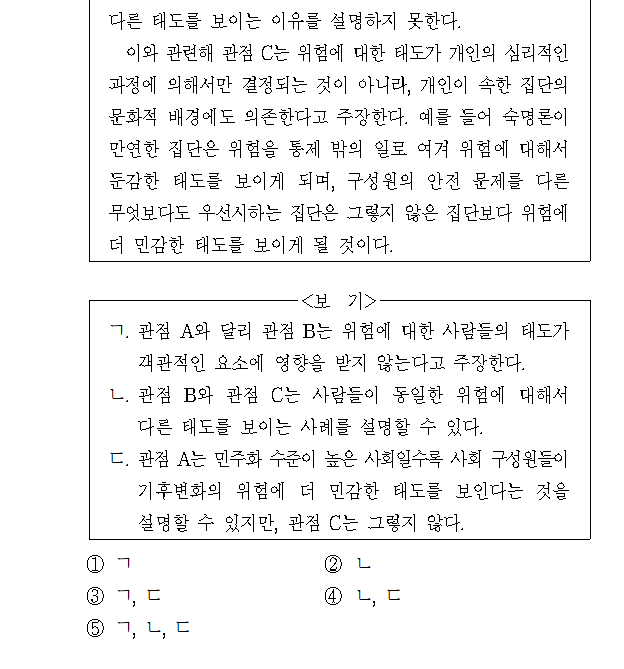 다른 태도를 보이는 이유를 설명하지 못한다.
이와 관련해 관점 C는 위험에 대한 태도가 개인의 심리적인
과정에 의해서만 결정되는 것이 아니라, 개인이 속한 집단의
문화적 배경에도 의존한다고 주장한다. 예를 들어 숙명론이
만연한 집단은 위험을 통제 밖의 일로 여겨 위험에 대해서
둔감한 태도를 보이게 되며, 구성원의 안전 문제를 다른
무엇보다도 우선시하는 집단은 그렇지 않은 집단보다 위험에
더 민감한 태도를 보이게 될 것이다.
<보 기>
ㄱ. 관점 A와 달리 관점 B는 위험에 대한 사람들의 태도가
객관적인 요소에 영향을 받지 않는다고 주장한다.
ㄴ. 관점 B와 관점 C는 사람들이 동일한 위험에 대해서
다른 태도를 보이는 사례를 설명할 수 있다.
ㄷ. 관점 A는 민주화 수준이 높은 사회일수록 사회 구성원들이
기후변화의 위험에 더 민감한 태도를 보인다는 것을
설명할 수 있지만, 관점 C는 그렇지 않다.
① ㄱ ② ㄴ
③ ㄱ, ㄷ ④ ㄴ, ㄷ
⑤ ㄱ, ㄴ, ㄷ